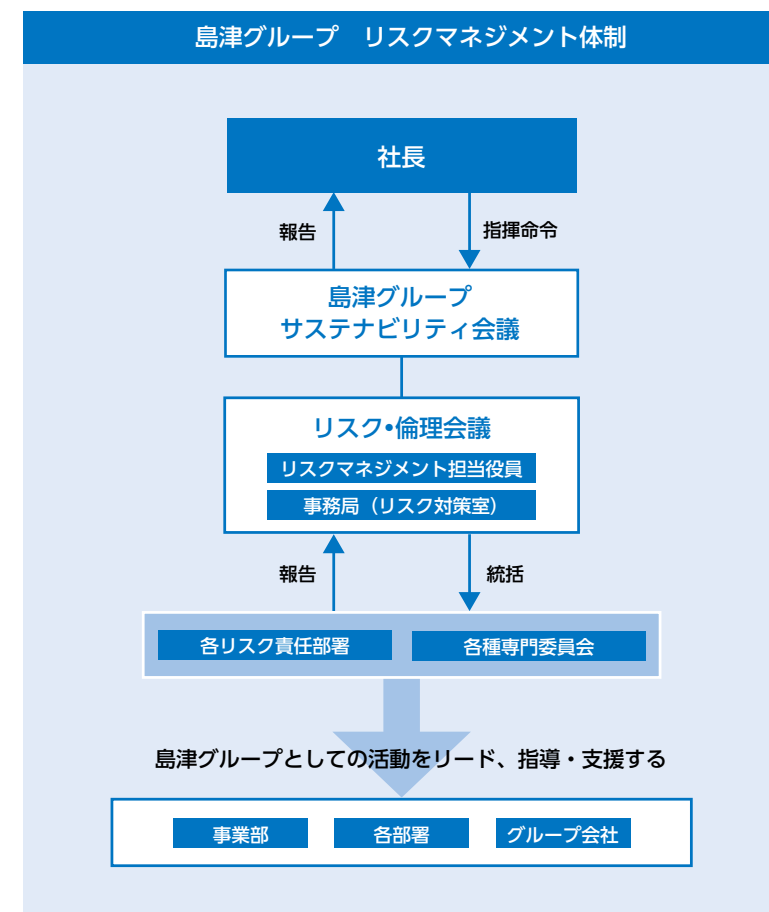 島津グループ　リスクマネジメント体制
社長
報告
指揮命令
島津グループ
サステナビリティ会議
リスク•倫理会議
リスクマネジメント担当役員
事務局（リスク対策室）
報告
統括
各リスク責任部署
各種専門委員会
島津グループとしての活動をリード、指導・支援する
事業部
各部署
グループ会社